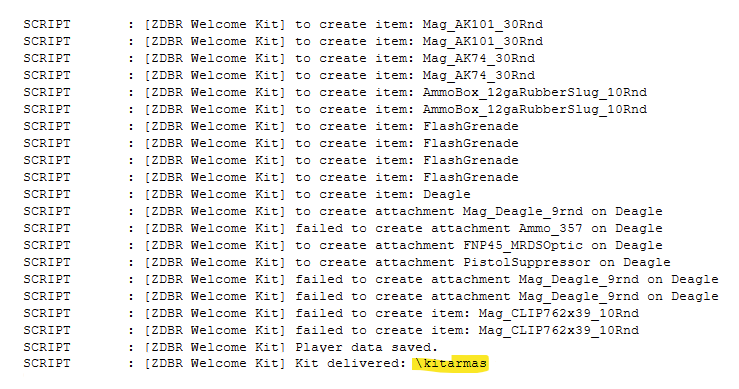 SCRIPT       : [ZDBR Welcome Kit] to create item: Mag_AK101_30Rnd
SCRIPT       : [ZDBR Welcome Kit] to create item: Mag_AK101_30Rnd
SCRIPT       : [ZDBR Welcome Kit] to create item: Mag_AK74_30Rnd
SCRIPT       : [ZDBR Welcome Kit] to create item: Mag_AK74_30Rnd
SCRIPT       : [ZDBR Welcome Kit] to create item: AmmoBox_12gaRubberSlug_10Rnd
SCRIPT       : [ZDBR Welcome Kit] to create item: AmmoBox_12gaRubberSlug_10Rnd
SCRIPT       : [ZDBR Welcome Kit] to create item: FlashGrenade
SCRIPT       : [ZDBR Welcome Kit] to create item: FlashGrenade
SCRIPT       : [ZDBR Welcome Kit] to create item: FlashGrenade
SCRIPT       : [ZDBR Welcome Kit] to create item: FlashGrenade
SCRIPT       : [ZDBR Welcome Kit] to create item: Deagle
SCRIPT       : [ZDBR Welcome Kit] to create attachment Mag_Deagle_9rnd on Deagle
SCRIPT       : [ZDBR Welcome Kit] failed to create attachment Ammo_357 on Deagle
SCRIPT       : [ZDBR Welcome Kit] to create attachment FNP45_MRDSOptic on Deagle
SCRIPT       : [ZDBR Welcome Kit] to create attachment PistolSuppressor on Deagle
SCRIPT       : [ZDBR Welcome Kit] failed to create attachment Mag_Deagle_9rnd on Deagle
SCRIPT       : [ZDBR Welcome Kit] failed to create attachment Mag_Deagle_9rnd on Deagle
SCRIPT       : [ZDBR Welcome Kit] failed to create item: Mag_CLIP762x39_10Rnd
SCRIPT       : [ZDBR Welcome Kit] failed to create item: Mag_CLIP762x39_10Rnd
SCRIPT       : [ZDBR Welcome Kit] Player data saved.
SCRIPT       : [ZDBR Welcome Kit] Kit delivered: \kitarmas